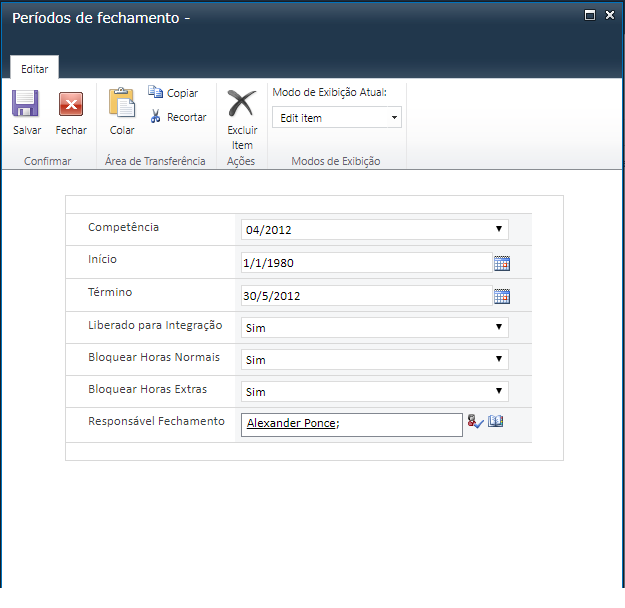 Períodos de fechamento -
Editar
Salvar
Fechar
Colar
Copiar
Recortar
Excluir
Item
Modo de Exibição Atual:
Edit item
Confirmar
Área de Transferência
Ações
Modos de Exibição
Competência 04/2012
Início 1/1/1980
Término 30/5/2012
Liberado para Integração Sim
Bloquear Horas Normais Sim
Bloquear Horas Extras Sim
Responsável Fechamento Alexander Ponce;